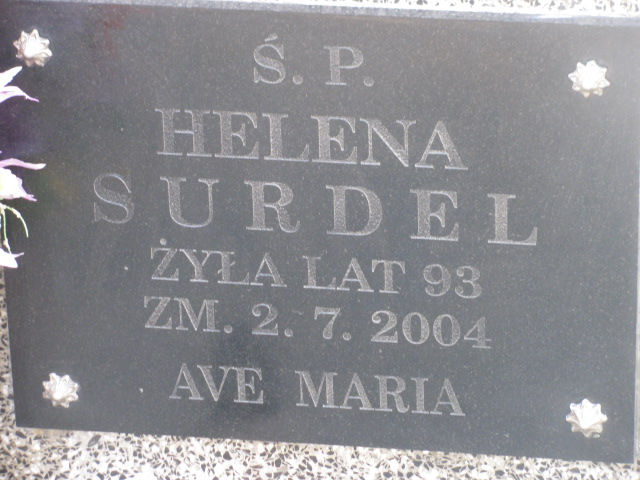 Ś. P.
HELENA
SURDEL
ŻYŁA LAT 93
ZM. 2. 7. 2004
AVE MARIA